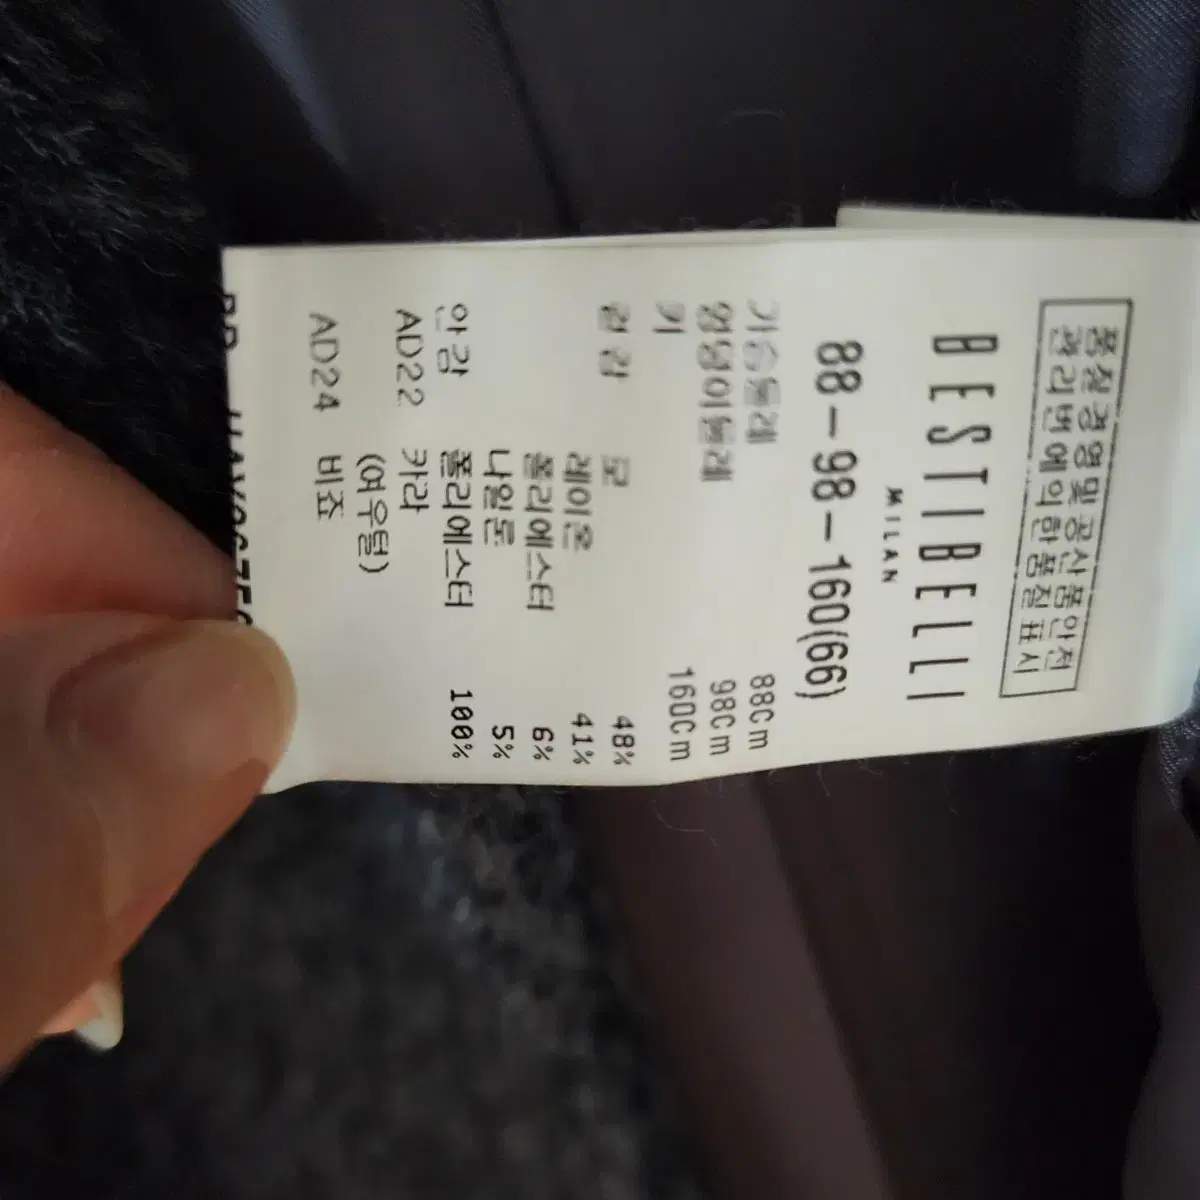 품질경영및공산품안전
관리법에의한품질표시
BESTIBELLI
MILAN
88-98-160(66)
가슴둘레 88Cm
엉덩이둘레 98Cm
키 160Cm
겉감 모 48%
레이온 41%
폴리에스터 6%
나일론 5%
안감 폴리에스터 100%
AD22 카라
(여우털)
AD24 비죠